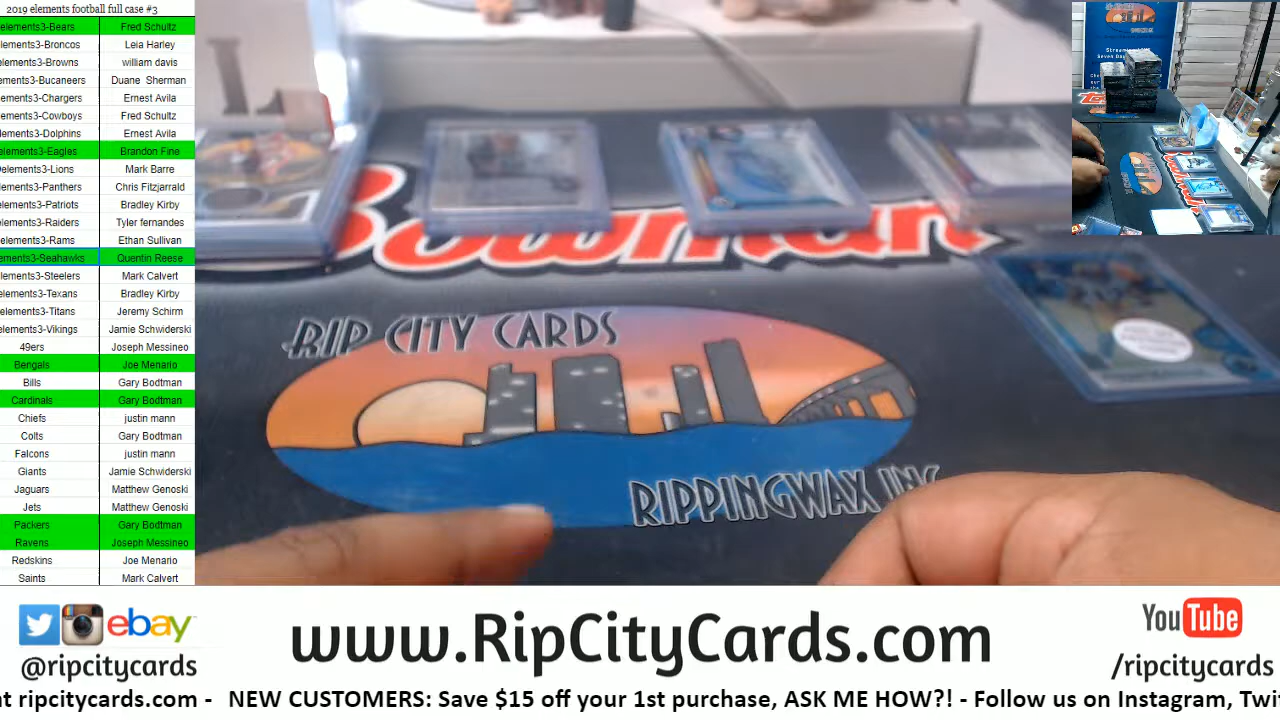 2019 elements football full case #3
elements3-Bears Fred Schultz
elements3-Broncos Leia Harley
elements3-Browns william davis
ements3-Bucaneers Duane Sherman
ements3-Chargers Ernest Avila
ements3-Cowboys Fred Schultz
elements3-Dolphins Ernest Avila
elements3-Eagles Brandon Fine
elements3-Lions Mark Barre
ements3-Panthers Chris Fitzjarrald
elements3-Patriots Bradley Kirby
elements3-Raiders Tyler fernandes
elements3-Rams Ethan Sullivan
ements3-Seahawks Quentin Reese
elements3-Steelers Mark Calvert
elements3-Texans Bradley Kirby
elements3-Titans Jeremy Schirm
elements3-Vikings Jamie Schwiderski
49ers Joseph Messineo
Bengals Joe Menario
Bills Gary Bodtman
Cardinals Gary Bodtman
Chiefs justin mann
Colts Gary Bodtman
Falcons justin mann
Giants Jamie Schwiderski
Jaguars Matthew Genoski
Jets Matthew Genoski
Packers Gary Bodtman
Ravens Joseph Messineo
Redskins Joe Menario
Saints Mark Calvert
Bowman
RIP CITY CARDS
RIPPINGWAX INC
ebay
@ripcitycards
www.RipCityCards.com
YouTube
/ripcitycards
at ripcitycards.com - NEW CUSTOMERS: Save $15 off your 1st purchase, ASK ME HOW?! - Follow us on Instagram, Twi